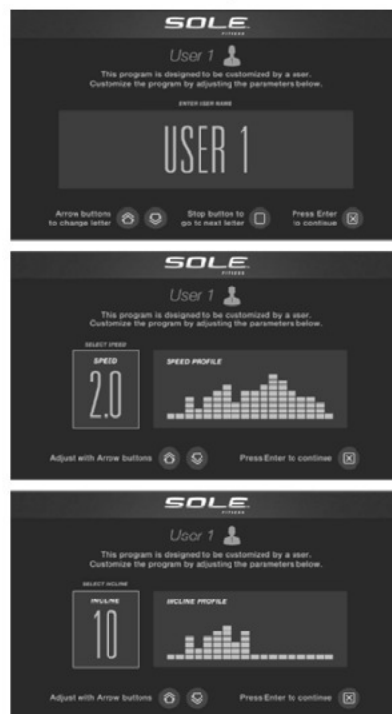 SOLE
FITNESS
User 1
This program is designed to be customized by a user.
Customize the program by adjusting the parameters below.
ENTER USER NAME
USER 1
Arrow buttons
to change letter
Stop button to
go to next letter
Press Enter
to continue
SOLE
FITNESS
User 1
This program is designed to be customized by a user.
Customize the program by adjusting the parameters below.
SELECT SPEED
SPEED
2.0
SPEED PROFILE
Adjust with Arrow buttons
Press Enter to continue
SOLE
FITNESS
User 1
This program is designed to be customized by a user.
Customize the program by adjusting the parameters below.
SELECT INCLINE
INCLINE
10
INCLINE PROFILE
Adjust with Arrow buttons
Press Enter to continue